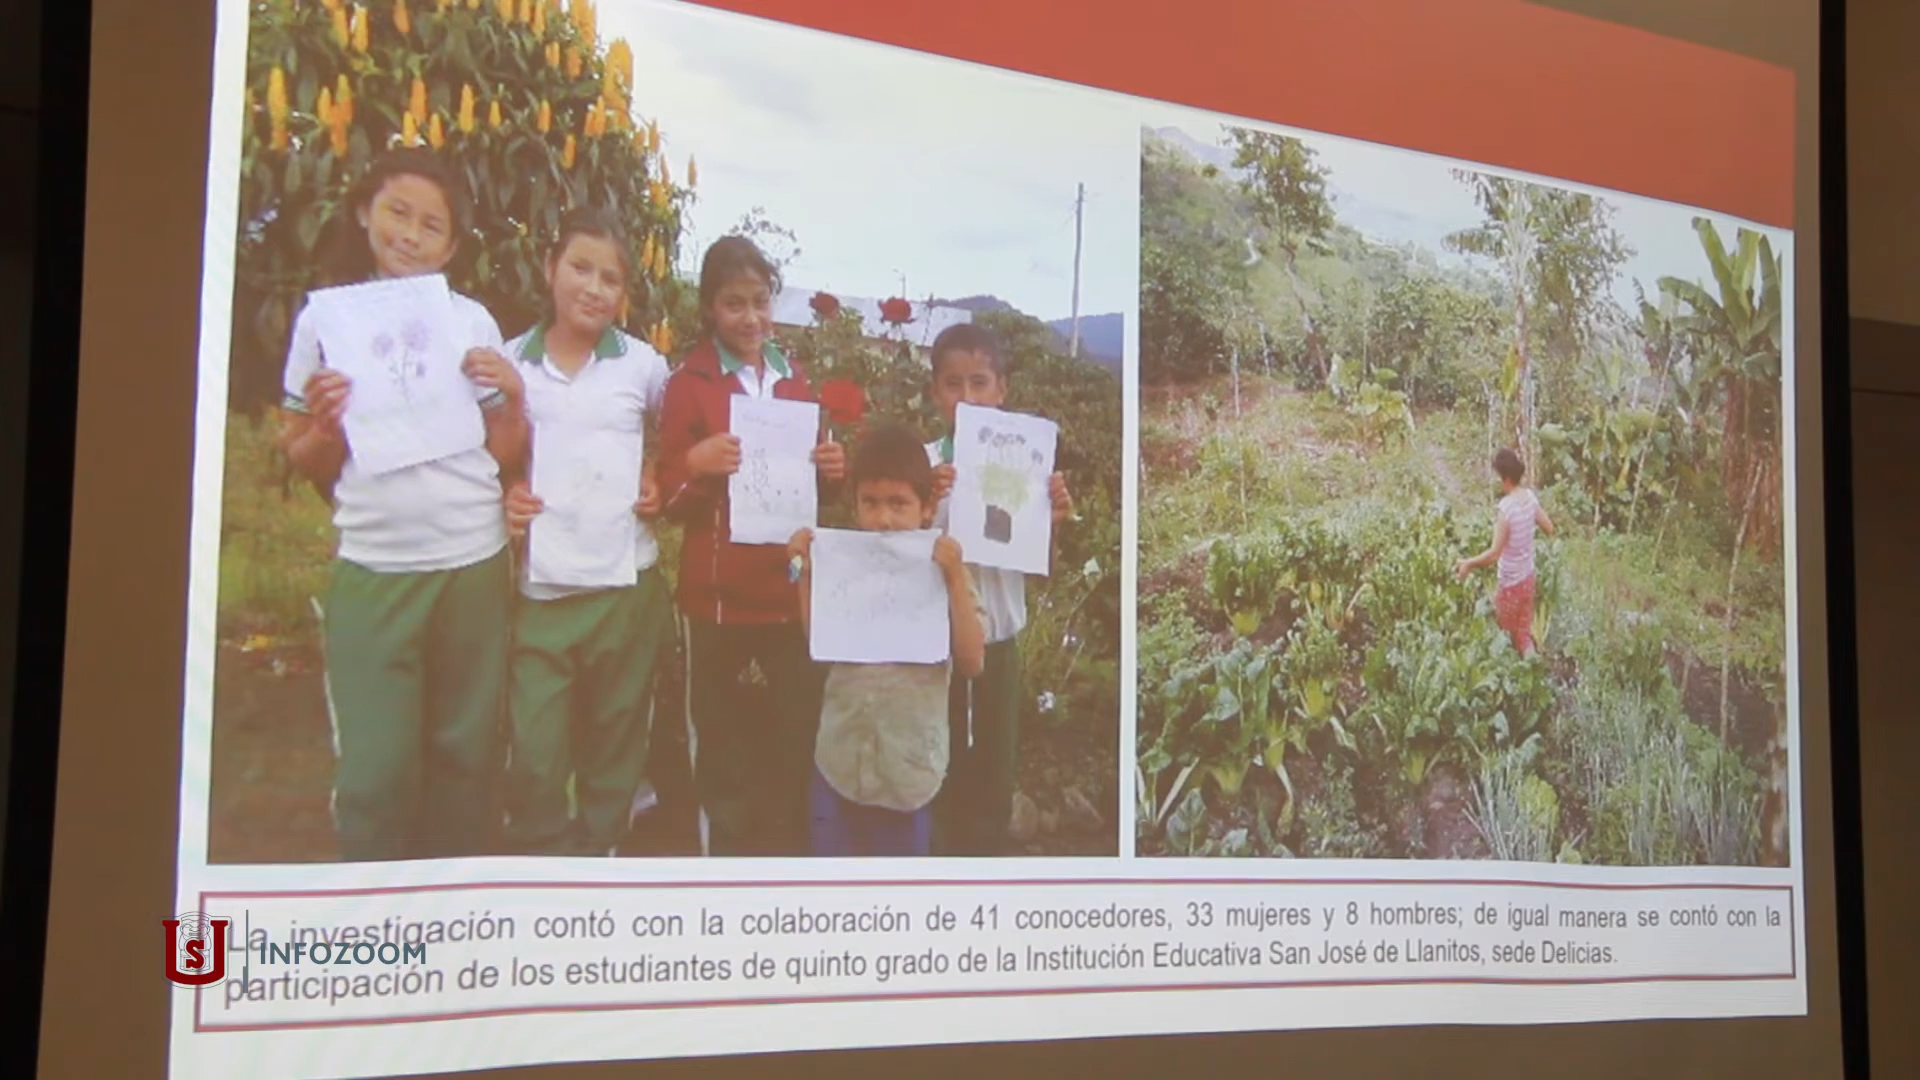 La investigación contó con la colaboración de 41 conocedores, 33 mujeres y 8 hombres; de igual manera se contó con la
participación de los estudiantes de quinto grado de la Institución Educativa San José de Llanitos, sede Delicias.
US
INFOZOOM